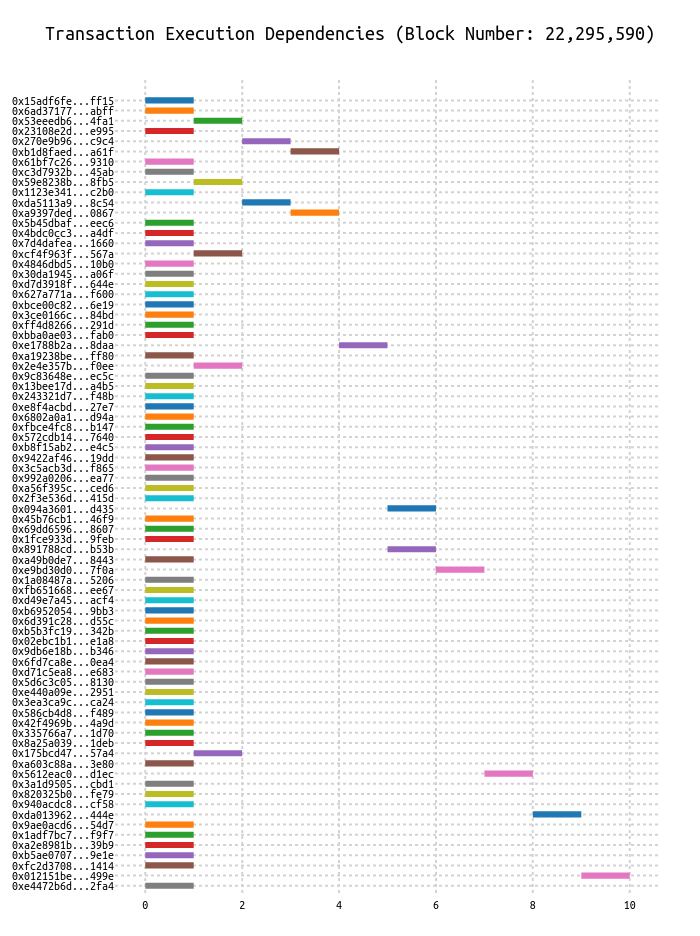 Transaction Execution Dependencies (Block Number: 22,295,590)
0x15adf6fe...ff15
0x6ad37177...abff
0x53eeedb6...4fa1
0x23108e2d...e995
0x270e9b96...c9c4
0xb1d8faed...a61f
0x61bf7c26...9310
0xc3d7932b...45ab
0x59e8238b...8fb5
0x1123e341...c2b0
0xda5113a9...8c54
0xa9397ded...0867
0x5b45dbaf...eec6
0x4bdc0cc3...a4df
0x7d4dafea...1660
0xcf4f963f...567a
0x4846dbd5...10b0
0x30da1945...a06f
0xd7d3918f...644e
0x627a771a...f600
0xbce00c82...6e19
0x3ce0166c...84bd
0xff4d8266...291d
0xbba0ae03...fab0
0xe1788b2a...8daa
0xa19238be...ff80
0x2e4e357b...f0ee
0x9c83648e...ec5c
0x13bee17d...a4b5
0x243321d7...f48b
0xe8f4acbd...27e7
0x6802a0a1...d94a
0xfbce4fc8...b147
0x572cdb14...7640
0xb8f15ab2...e4c5
0x9422af46...19dd
0x3c5acb3d...f865
0x992a0206...ea77
0xa56f395c...ced6
0x2f3e536d...415d
0x094a3601...d435
0x45b76cb1...46f9
0x69dd6596...8607
0x1fce933d...9feb
0x891788cd...b53b
0xa49b0de7...8443
0xe9bd30d0...7f0a
0x1a08487a...5206
0xfb651668...ee67
0xd49e7a45...acf4
0xb6952054...9bb3
0x6d391c28...d55c
0xb5b3fc19...342b
0x02ebc1b1...e1a8
0x9db6e18b...b346
0x6fd7ca8e...0ea4
0xd71c5ea8...e683
0x5d6c3c05...8130
0xe440a09e...2951
0x3ea3ca9c...ca24
0x586cb4d8...f489
0x42f4969b...4a9d
0x335766a7...1d70
0x8a25a039...1deb
0x175bcd47...57a4
0xa603c88a...3e80
0x5612eac0...d1ec
0x3a1d9505...cbd1
0x820325b0...fe79
0x940acdc8...cf58
0xda013962...444e
0x9ae0acd6...54d7
0x1adf7bc7...f9f7
0xa2e8981b...39b9
0xb5ae0707...9e1e
0xfc2d3708...1414
0x012151be...499e
0xe4472b6d...2fa4
0 2 4 6 8 10